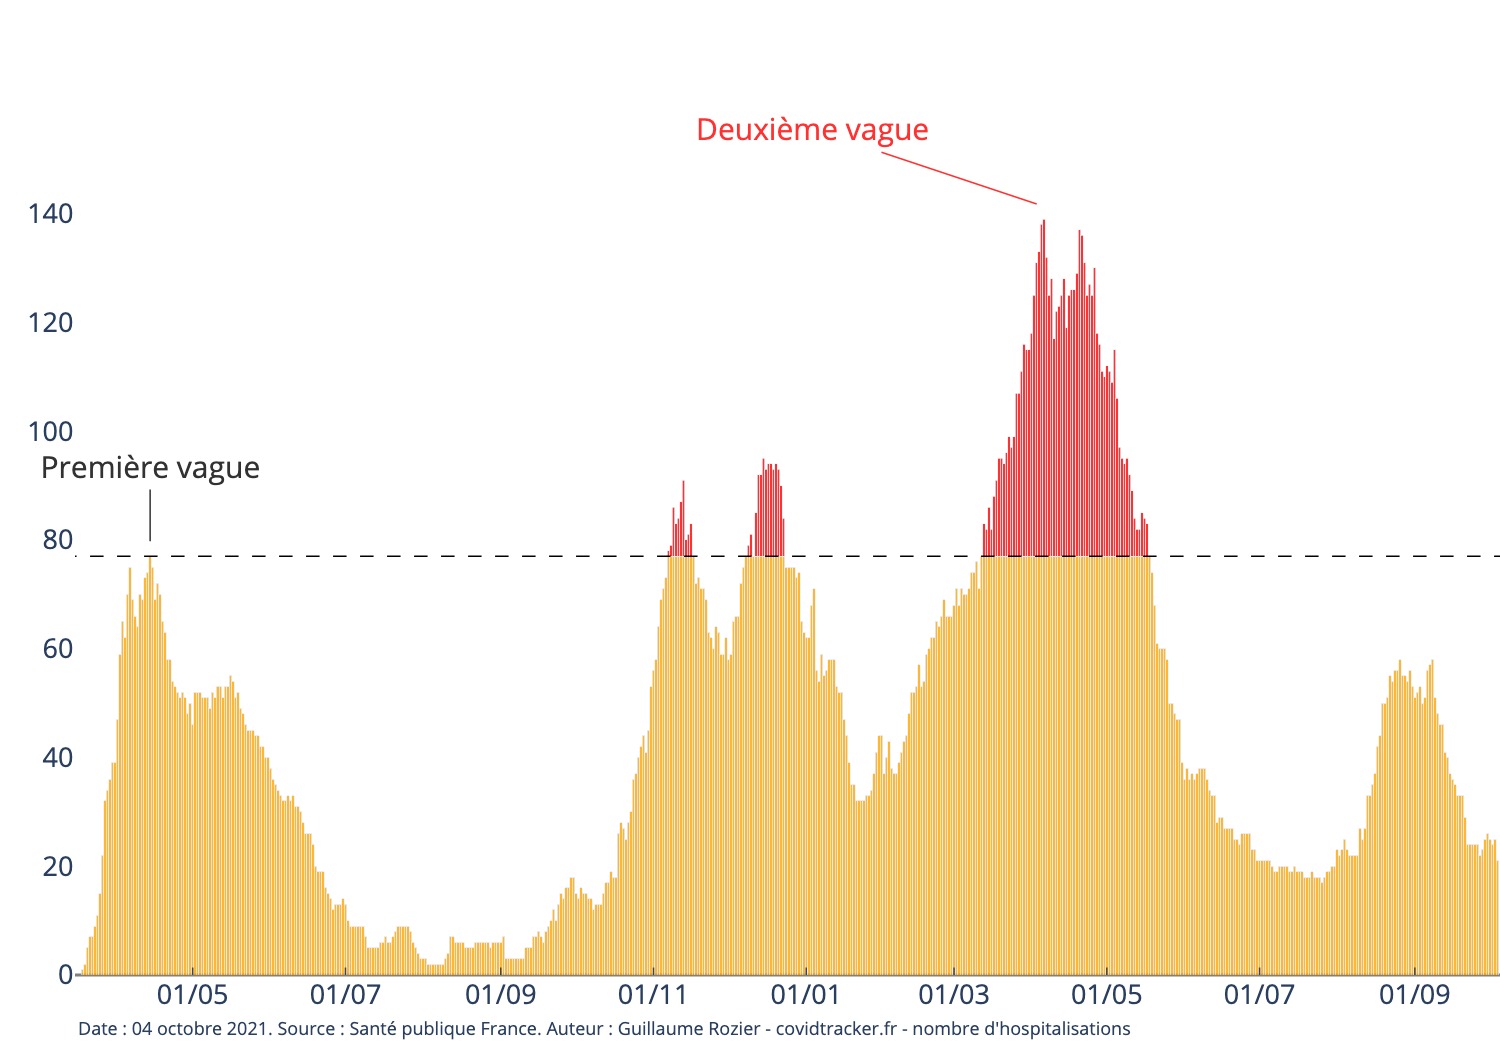 Deuxième vague
140
120
100
Première vague
80
60
40
20
0
01/05 01/07 01/09 01/11 01/01 01/03 01/05 01/07 01/09
Date : 04 octobre 2021. Source : Santé publique France. Auteur : Guillaume Rozier - covidtracker.fr - nombre d'hospitalisations